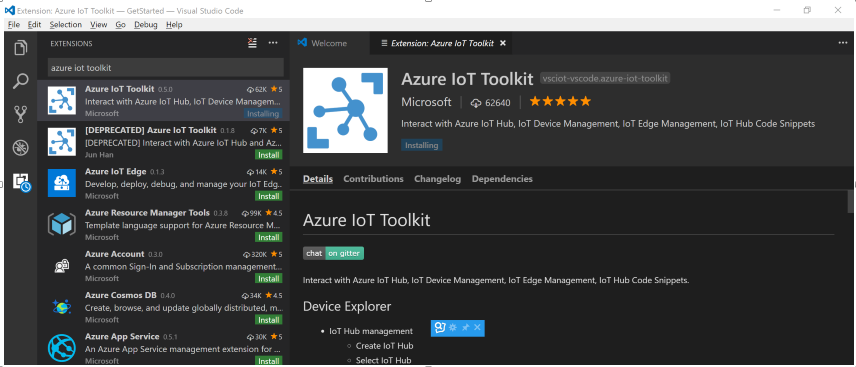 Extension: Azure IoT Toolkit — GetStarted — Visual Studio Code
File Edit Selection View Go Debug Help
EXTENSIONS
azure iot toolkit
Azure IoT Toolkit 0.5.0 62K ★5
Interact with Azure IoT Hub, IoT Device Managem...
Microsoft Installing
[DEPRECATED] Azure IoT Toolkit 0.1.8 7K ★5
[DEPRECATED] Interact with Azure IoT Hub and Az...
Jun Han Install
Azure IoT Edge 0.1.3 14K ★5
Develop, deploy, debug, and manage your IoT Edg...
Microsoft Install
Azure Resource Manager Tools 0.3.8 99K ★4.5
Template language support for Azure Resource M...
Microsoft Install
Azure Account 0.3.0 320K ★5
A common Sign-In and Subscription management...
Microsoft Install
Azure Cosmos DB 0.4.0 34K ★4.5
Create, browse, and update globally distributed, m...
Microsoft Install
Azure App Service 0.5.1 30K ★5
An Azure App Service management extension for ...
Microsoft Install
Welcome Extension: Azure IoT Toolkit
Azure IoT Toolkit vsciot-vscode.azure-iot-toolkit
Microsoft 62640 ★★★★★
Interact with Azure IoT Hub, IoT Device Management, IoT Edge Management, IoT Hub Code Snippets
Installing
Details Contributions Changelog Dependencies
Azure IoT Toolkit
chat on gitter
Interact with Azure IoT Hub, IoT Device Management, IoT Edge Management, IoT Hub Code Snippets.
Device Explorer
• IoT Hub management
○ Create IoT Hub
○ Select IoT Hub